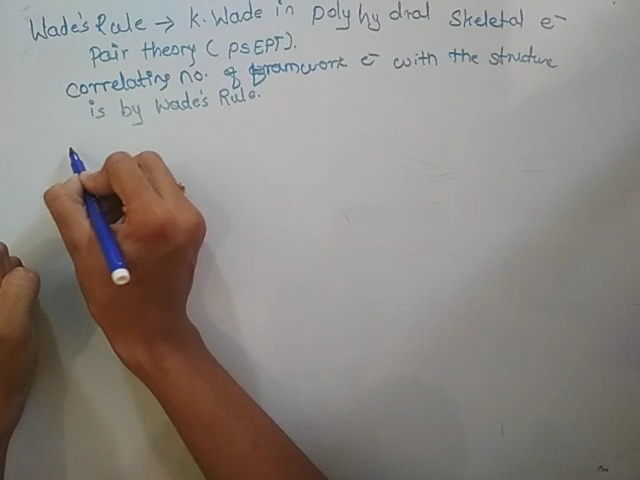 Wade's Rule → K. Wade in Polyhydral Skeletal e-
Pair theory (PSEPT).
correlating no. of framwork e- with the structure
is by Wade's Rule.